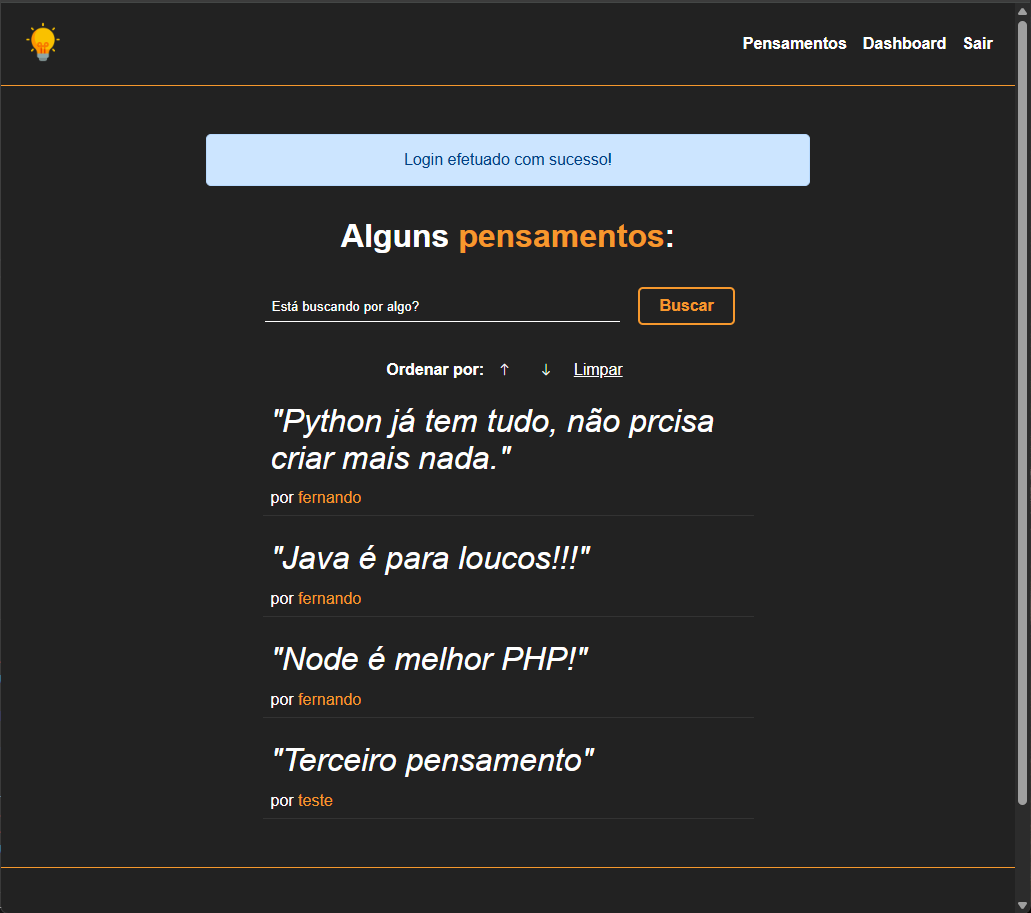 Pensamentos Dashboard Sair
Login efetuado com sucesso!
Alguns pensamentos:
Está buscando por algo? Buscar
Ordenar por: ↑ ↓ Limpar
"Python já tem tudo, não prcisa
criar mais nada."
por fernando
"Java é para loucos!!!"
por fernando
"Node é melhor PHP!"
por fernando
"Terceiro pensamento"
por teste